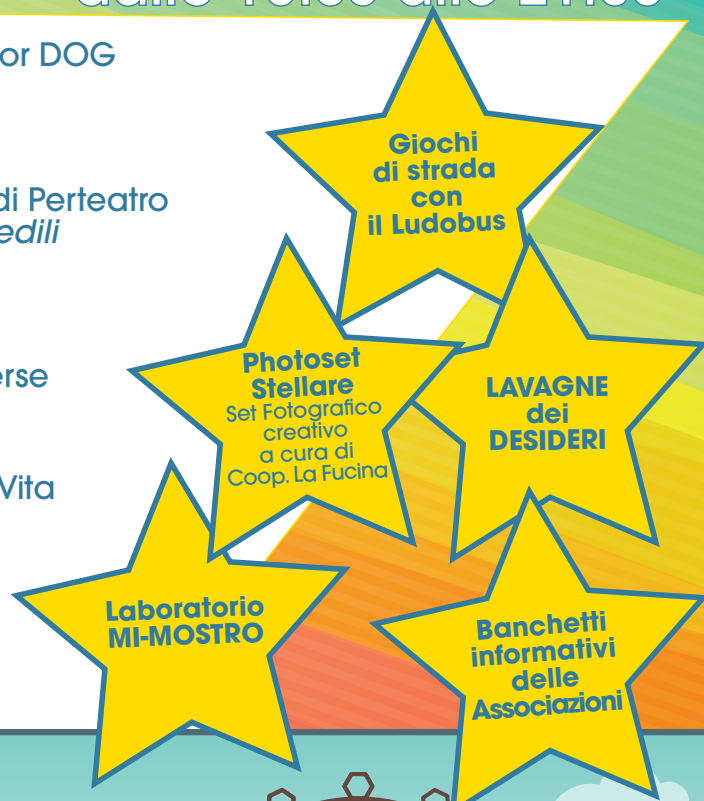 or DOG
di Perteatro
edili
erse
Vita
Giochi
di strada
con
il Ludobus
Photoset
Stellare
Set Fotografico
creativo
a cura di
Coop. La Fucina
LAVAGNE
dei
DESIDERI
Laboratorio
MI-MOSTRO
Banchetti
informativi
delle
Associazioni